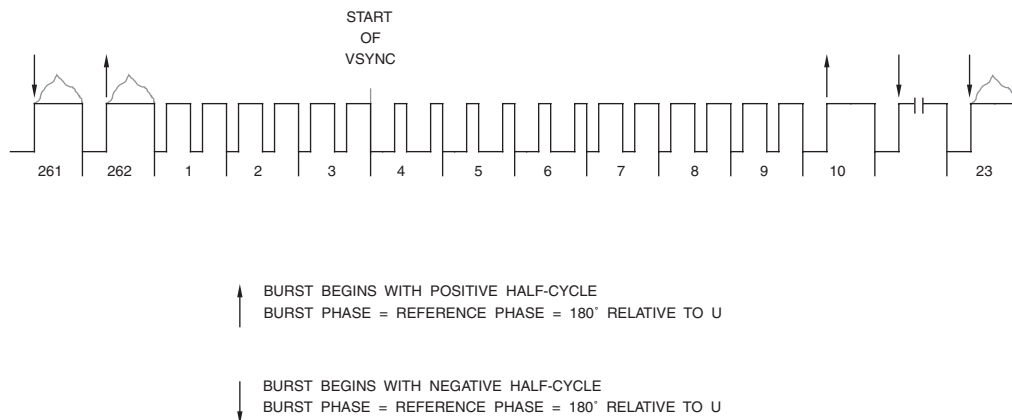 START
OF
VSYNC
261 262 1 2 3 4 5 6 7 8 9 10 23
BURST BEGINS WITH POSITIVE HALF-CYCLE
BURST PHASE = REFERENCE PHASE = 180° RELATIVE TO U
BURST BEGINS WITH NEGATIVE HALF-CYCLE
BURST PHASE = REFERENCE PHASE = 180° RELATIVE TO U